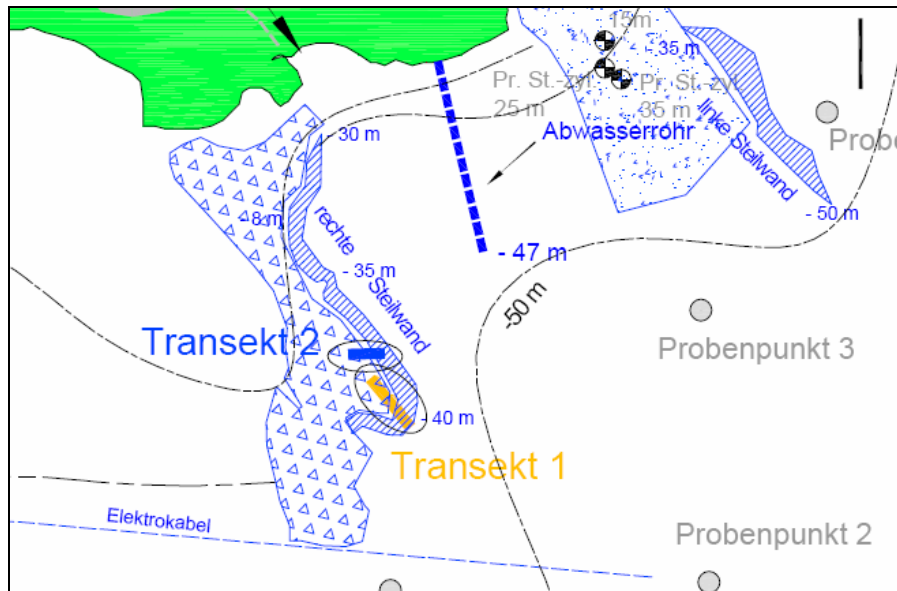 15m
- 35 m
Pr. St.-zyl.
25 m
Pr. St.-zyl
35 m
Abwasserrohr
linke Steilwand
- 30 m
- 8 m
rechte Steilwand
- 35 m
- 47 m
- 50 m
-50 m
Transekt 2
Probenpunkt 3
- 40 m
Transekt 1
Elektrokabel
Probenpunkt 2